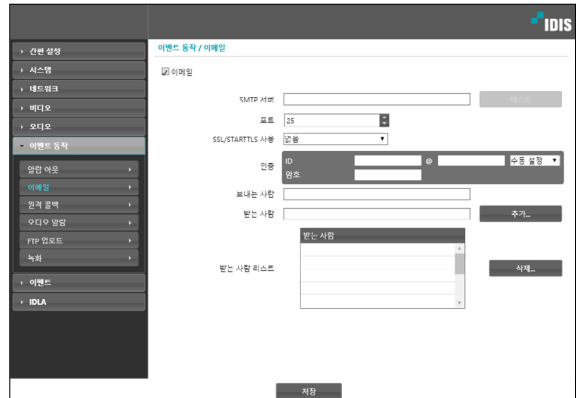 IDIS
간편 설정
시스템
네트워크
비디오
오디오
이벤트 동작
알람 아웃
이메일
원격 콜백
오디오 알람
FTP 업로드
녹화
이벤트
IDLA
이벤트 동작 / 이메일
이메일
SMTP 서버
테스트
포트 25
SSL/STARTTLS 사용 없음
인증 ID @ 수동 설정
암호
보내는 사람
받는 사람 추가...
받는 사람
받는 사람 리스트 삭제...
저장